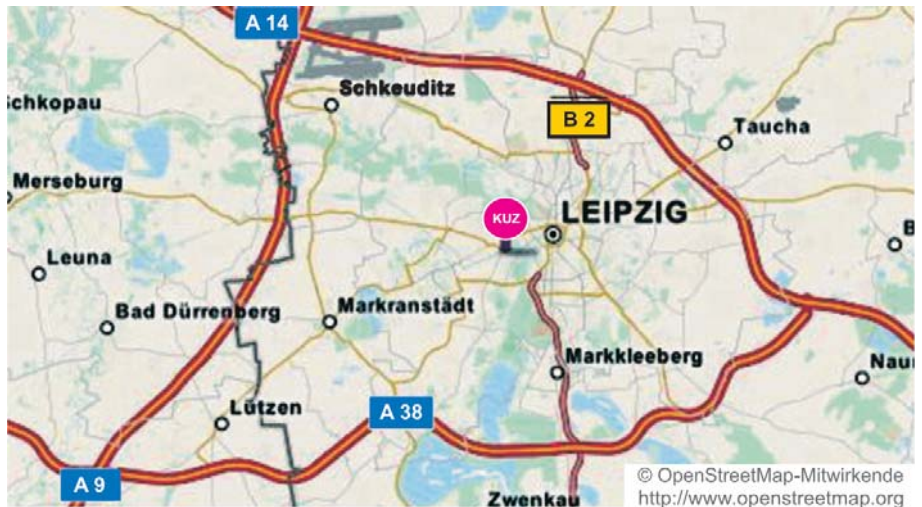 A 14
Schkeuditz
chkopau
B 2
Taucha
Merseburg
KUZ
LEIPZIG
B
Leuna
Bad Dürrenberg
Markranstädt
Markkleeberg
Nau
Lützen
A 38
A 9
Zwenkau
© OpenStreetMap-Mitwirkende
http://www.openstreetmap.org